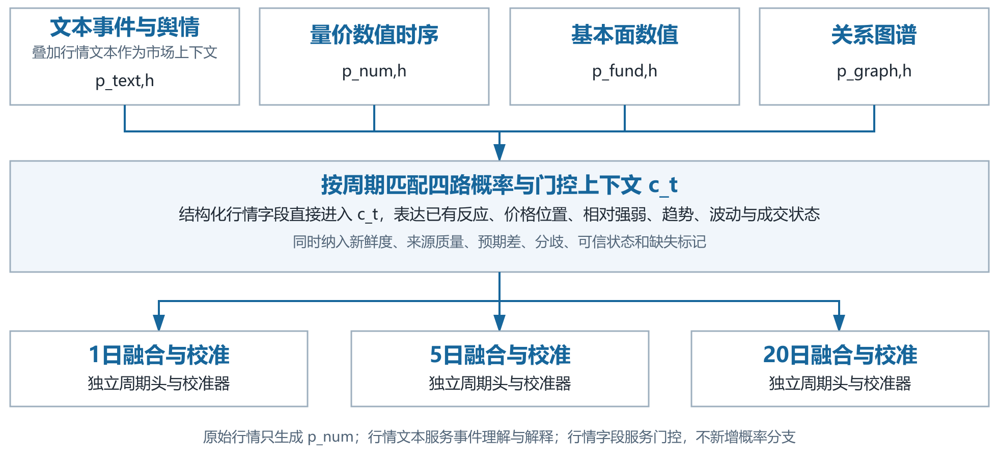 文本事件与舆情
叠加行情文本作为市场上下文
p_text,h
量价数值时序
p_num,h
基本面数值
p_fund,h
关系图谱
p_graph,h
按周期匹配四路概率与门控上下文 c_t
结构化行情字段直接进入 c_t，表达已有反应、价格位置、相对强弱、趋势、波动与成交状态
同时纳入新鲜度、来源质量、预期差、分歧、可信状态和缺失标记
1日融合与校准
独立周期头与校准器
5日融合与校准
独立周期头与校准器
20日融合与校准
独立周期头与校准器
原始行情只生成 p_num；行情文本服务事件理解与解释；行情字段服务门控，不新增概率分支